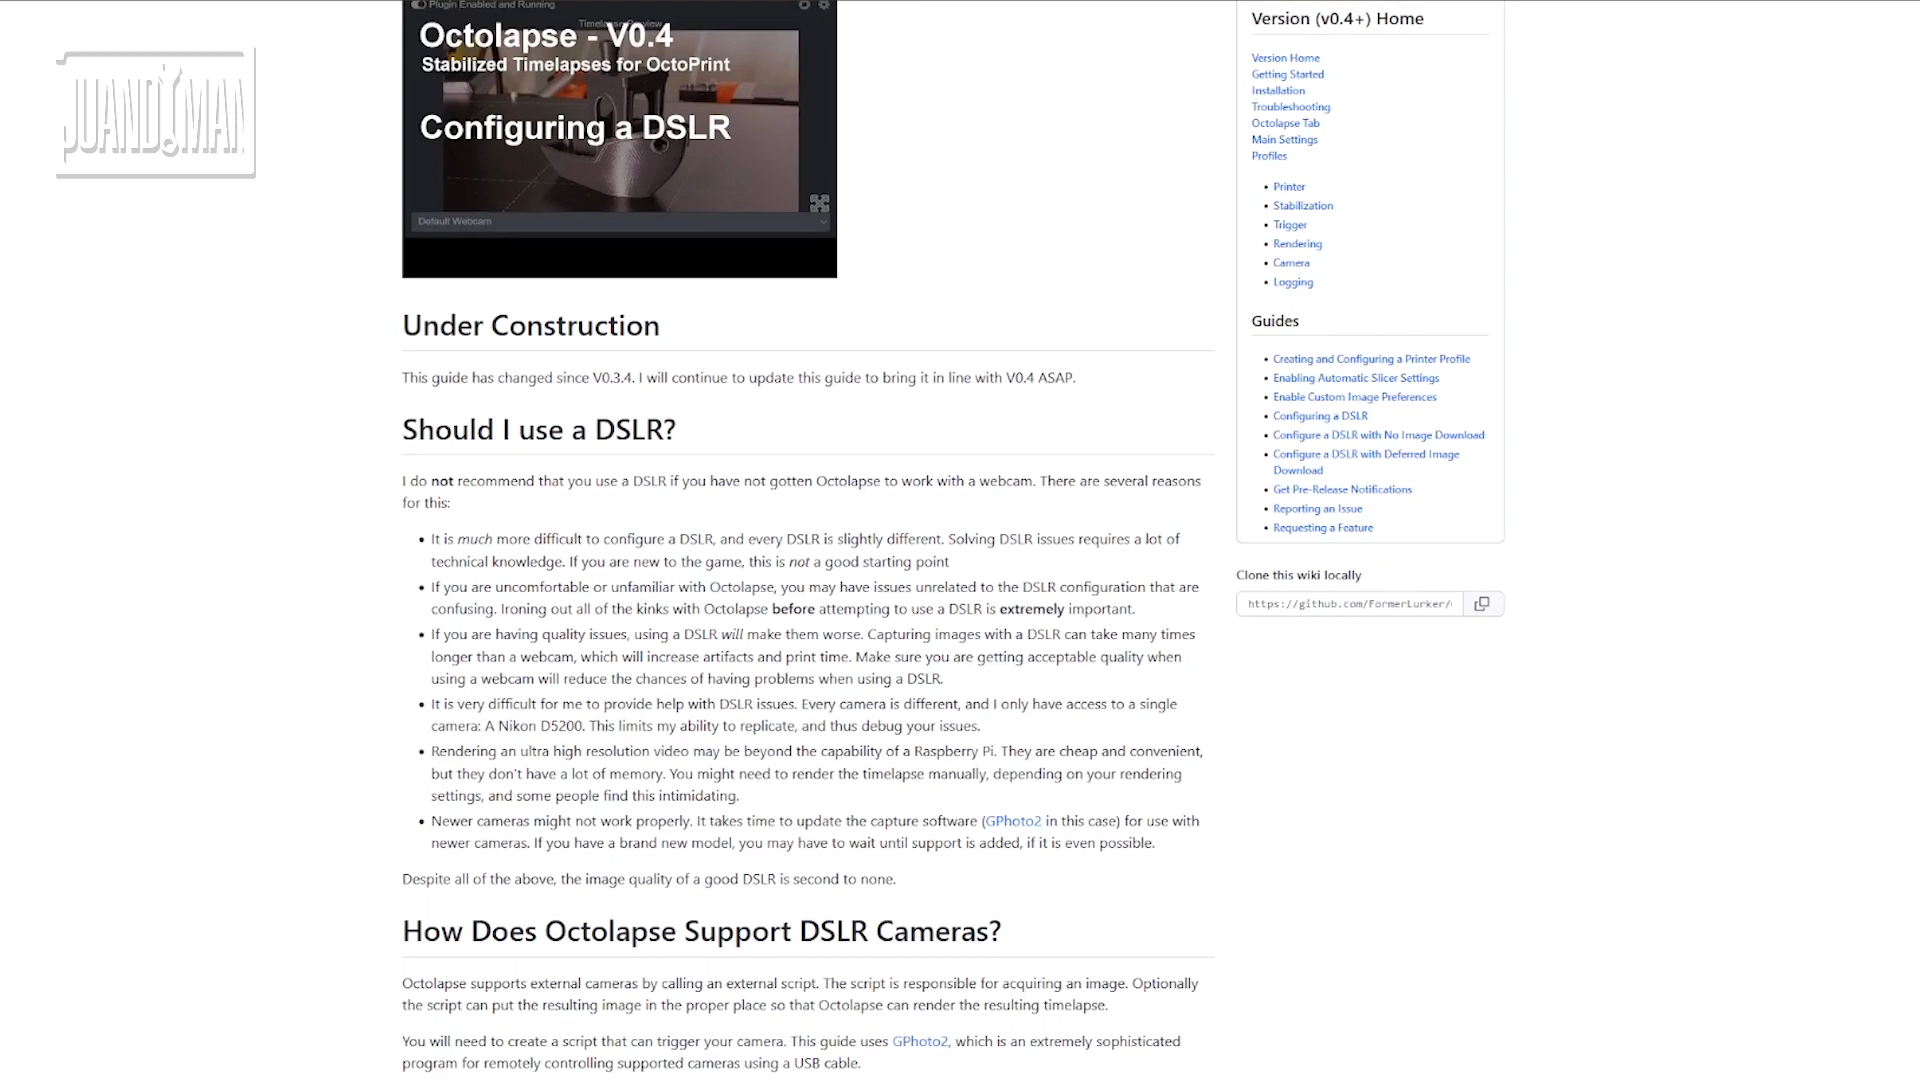 JUANDYMAN
Plugin Enabled and Running
Timelapse Preview
Octolapse - V0.4
Stabilized Timelapses for OctoPrint
Configuring a DSLR
Default Webcam
Under Construction
This guide has changed since V0.3.4. I will continue to update this guide to bring it in line with V0.4 ASAP.
Should I use a DSLR?
I do not recommend that you use a DSLR if you have not gotten Octolapse to work with a webcam. There are several reasons
for this:
• It is much more difficult to configure a DSLR, and every DSLR is slightly different. Solving DSLR issues requires a lot of
technical knowledge. If you are new to the game, this is not a good starting point
• If you are uncomfortable or unfamiliar with Octolapse, you may have issues unrelated to the DSLR configuration that are
confusing. Ironing out all of the kinks with Octolapse before attempting to use a DSLR is extremely important.
• If you are having quality issues, using a DSLR will make them worse. Capturing images with a DSLR can take many times
longer than a webcam, which will increase artifacts and print time. Make sure you are getting acceptable quality when
using a webcam will reduce the chances of having problems when using a DSLR.
• It is very difficult for me to provide help with DSLR issues. Every camera is different, and I only have access to a single
camera: A Nikon D5200. This limits my ability to replicate, and thus debug your issues.
• Rendering an ultra high resolution video may be beyond the capability of a Raspberry Pi. They are cheap and convenient,
but they don't have a lot of memory. You might need to render the timelapse manually, depending on your rendering
settings, and some people find this intimidating.
• Newer cameras might not work properly. It takes time to update the capture software (GPhoto2 in this case) for use with
newer cameras. If you have a brand new model, you may have to wait until support is added, if it is even possible.
Despite all of the above, the image quality of a good DSLR is second to none.
How Does Octolapse Support DSLR Cameras?
Octolapse supports external cameras by calling an external script. The script is responsible for acquiring an image. Optionally
the script can put the resulting image in the proper place so that Octolapse can render the resulting timelapse.
You will need to create a script that can trigger your camera. This guide uses GPhoto2, which is an extremely sophisticated
program for remotely controlling supported cameras using a USB cable.
Version (v0.4+) Home
Version Home
Getting Started
Installation
Troubleshooting
Octolapse Tab
Main Settings
Profiles
• Printer
• Stabilization
• Trigger
• Rendering
• Camera
• Logging
Guides
• Creating and Configuring a Printer Profile
• Enabling Automatic Slicer Settings
• Enable Custom Image Preferences
• Configuring a DSLR
• Configure a DSLR with No Image Download
• Configure a DSLR with Deferred Image
Download
• Get Pre-Release Notifications
• Reporting an Issue
• Requesting a Feature
Clone this wiki locally
https://github.com/FormerLurker/